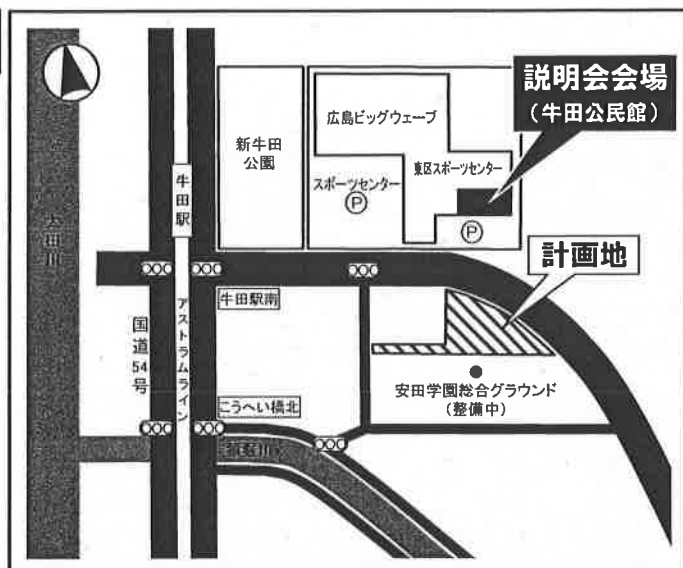 説明会会場
(牛田公民館)
広島ビッグウェーブ
新牛田
公園
東区スポーツセンター
スポーツセンター
P
P
牛田駅
太田川
計画地
牛田駅南
アストラムライン
国道54号
安田学園総合グラウンド
(整備中)
こうへい橋北